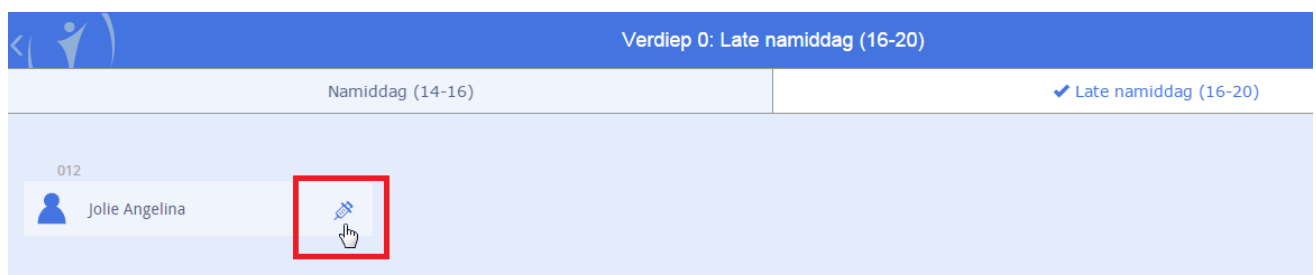 Verdiep 0: Late namiddag (16-20)
Namiddag (14-16)
Late namiddag (16-20)
012
Jolie Angelina